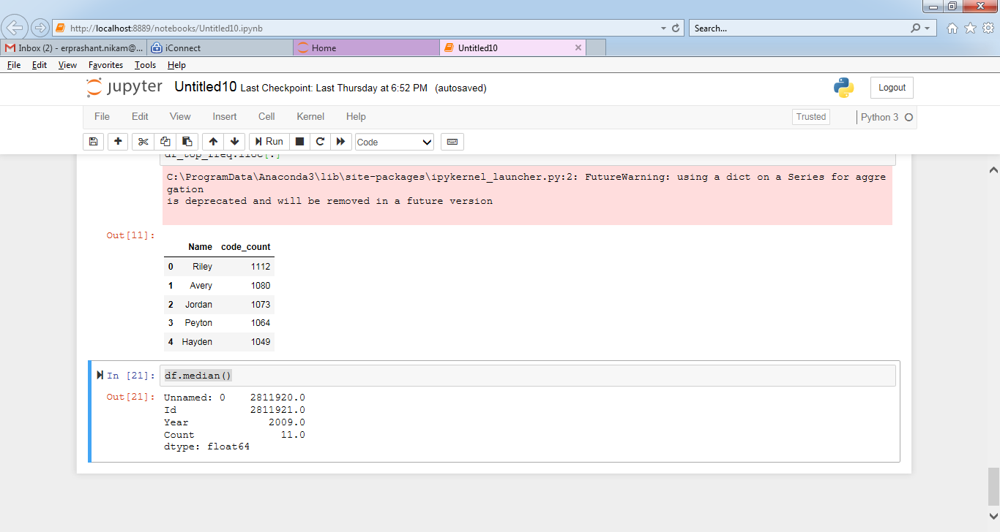 http://localhost:8889/notebooks/Untitled10.ipynb
Search...
Inbox (2) - erprashant.nikam@...
iConnect
Home
Untitled10
File Edit View Favorites Tools Help
jupyter Untitled10 Last Checkpoint: Last Thursday at 6:52 PM (autosaved)
Logout
File Edit View Insert Cell Kernel Help
Trusted
Python 3
Run
Code
C:\ProgramData\Anaconda3\lib\site-packages\ipykernel_launcher.py:2: FutureWarning: using a dict on a Series for aggre
gation
is deprecated and will be removed in a future version
Out[11]:
Name code_count
0 Riley 1112
1 Avery 1080
2 Jordan 1073
3 Peyton 1064
4 Hayden 1049
In [21]: df.median()
Out[21]: Unnamed: 0 2811920.0
Id 2811921.0
Year 2009.0
Count 11.0
dtype: float64